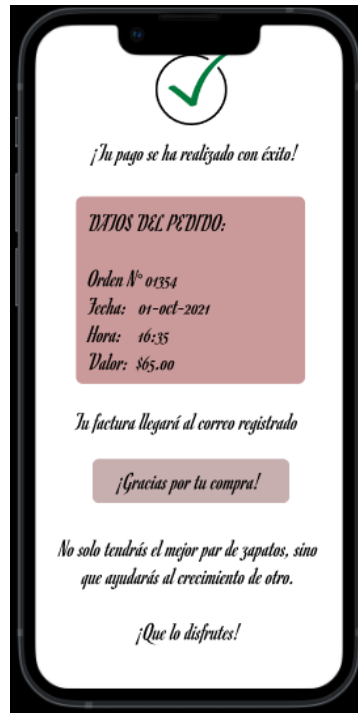 ¡Tu pago se ha realizado con éxito!
DATOS DEL PEDIDO:
Orden N° 01354
Fecha: 01-oct-2021
Hora: 16:35
Valor: $65.00
Tu factura llegará al correo registrado
¡Gracias por tu compra!
No solo tendrás el mejor par de zapatos, sino
que ayudarás al crecimiento de otro.
¡Que lo disfrutes!